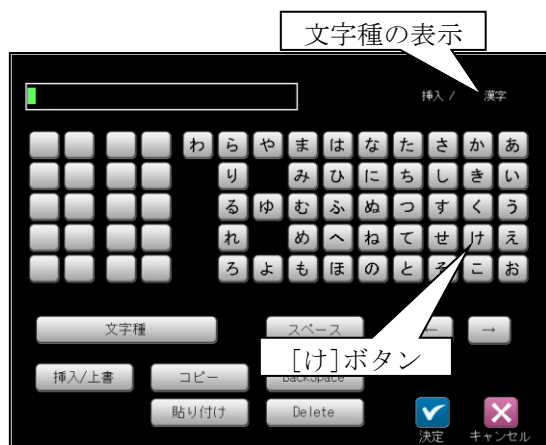 文字種の表示
挿入 / 漢字
わ ら や ま は な た さ か あ
り み ひ に ち し き い
る ゆ む ふ ぬ つ す く う
れ め へ ね て せ け え
ろ よ も ほ の と そ こ お
文字種 スペース ← →
[け]ボタン
挿入/上書 コピー BackSpace
貼り付け Delete
決定 キャンセル